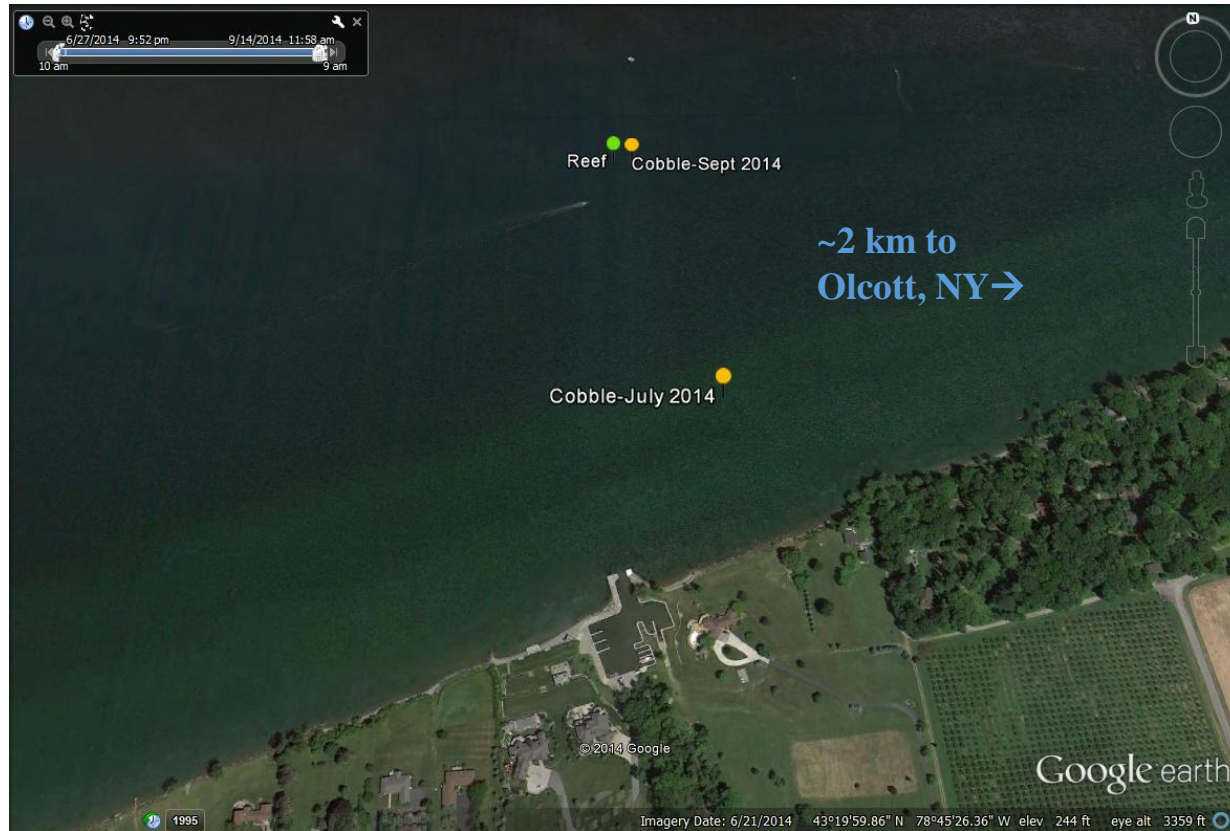 6/27/2014 9:52 pm 9/14/2014 11:58 am
10 am 9 am
N
Reef Cobble-Sept 2014
~2 km to
Olcott, NY→
Cobble-July 2014
© 2014 Google
Google earth
1995
Imagery Date: 6/21/2014 43°19'59.86" N 78°45'26.36" W elev 244 ft eye alt 3359 ft